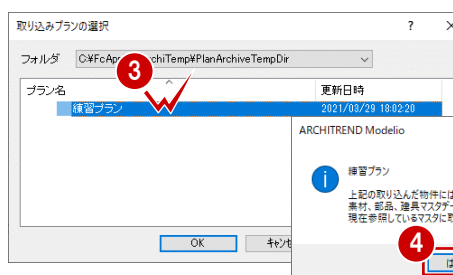 取り込みプランの選択 ? ×
フォルダ C:¥FcApp
chiTemp¥PlanArchiveTempDir
3
プラン名 更新日時
練習プラン 2021/03/29 18:02:20
ARCHITREND Modelio
練習プラン
上記の取り込んだ物件には
素材、部品、建具マスタデー
現在参照しているマスタに取
4
OK キャンセ
は